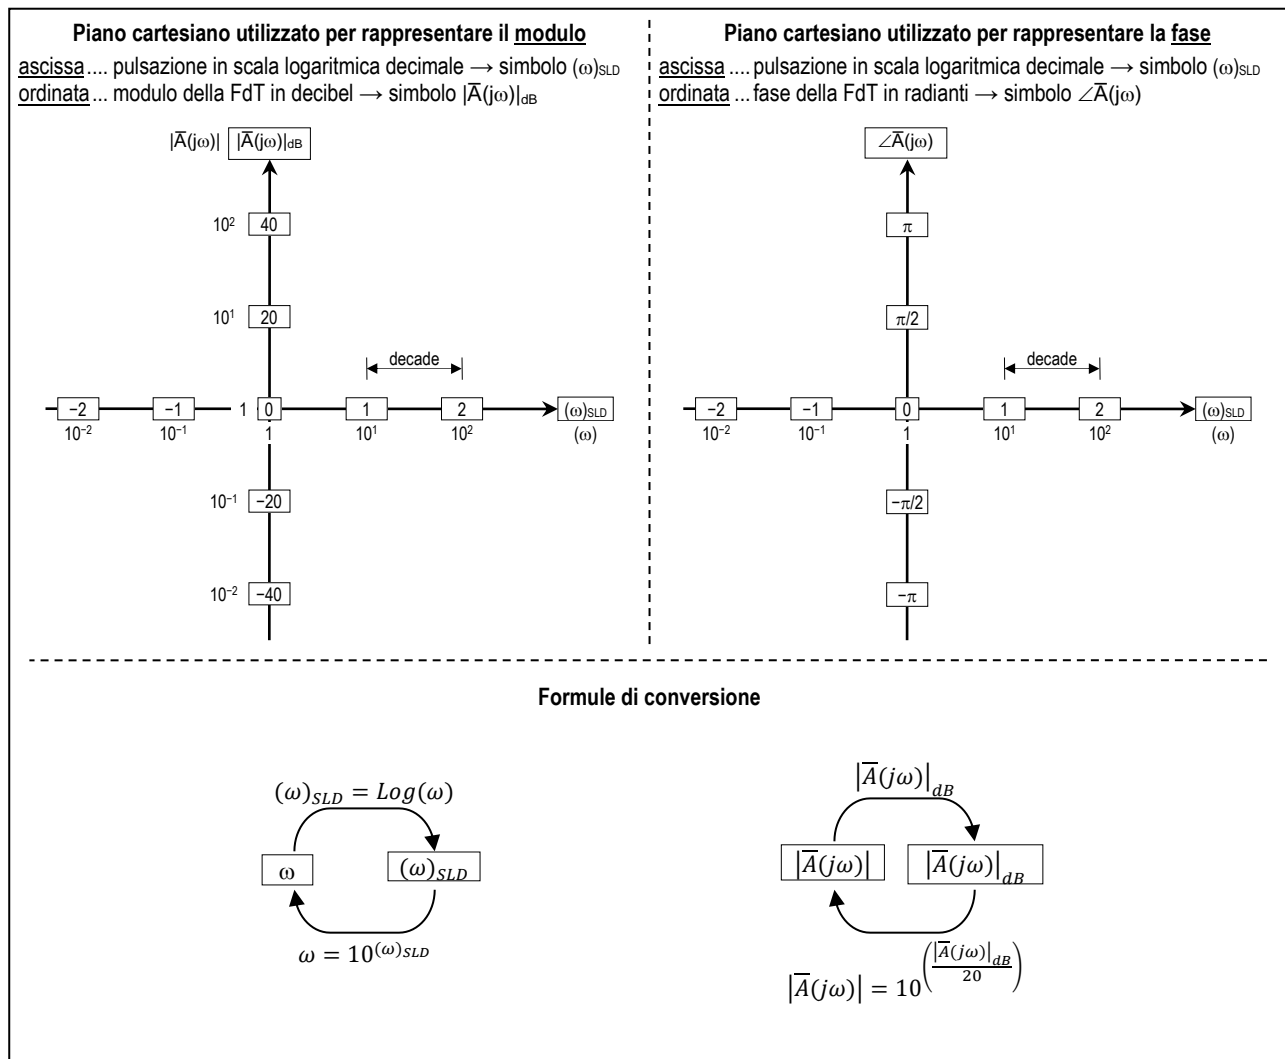 Piano cartesiano utilizzato per rappresentare il modulo
ascissa .... pulsazione in scala logaritmica decimale → simbolo (ω)SLD
ordinata ... modulo della FdT in decibel → simbolo |A̅(jω)|dB
|A̅(jω)| |A̅(jω)|dB
10² 40
10¹ 20
decade
−2 −1 1 0 1 2 (ω)SLD
10⁻² 10⁻¹ 1 10¹ 10² (ω)
10⁻¹ −20
10⁻² −40
Piano cartesiano utilizzato per rappresentare la fase
ascissa .... pulsazione in scala logaritmica decimale → simbolo (ω)SLD
ordinata ... fase della FdT in radianti → simbolo ∠A̅(jω)
∠A̅(jω)
π
π/2
decade
−2 −1 0 1 2 (ω)SLD
10⁻² 10⁻¹ 1 10¹ 10² (ω)
−π/2
−π
Formule di conversione
(ω)SLD = Log(ω)
ω (ω)SLD
ω = 10^(ω)SLD
|A̅(jω)|dB
|A̅(jω)| |A̅(jω)|dB
|A̅(jω)| = 10^(|A̅(jω)|dB / 20)